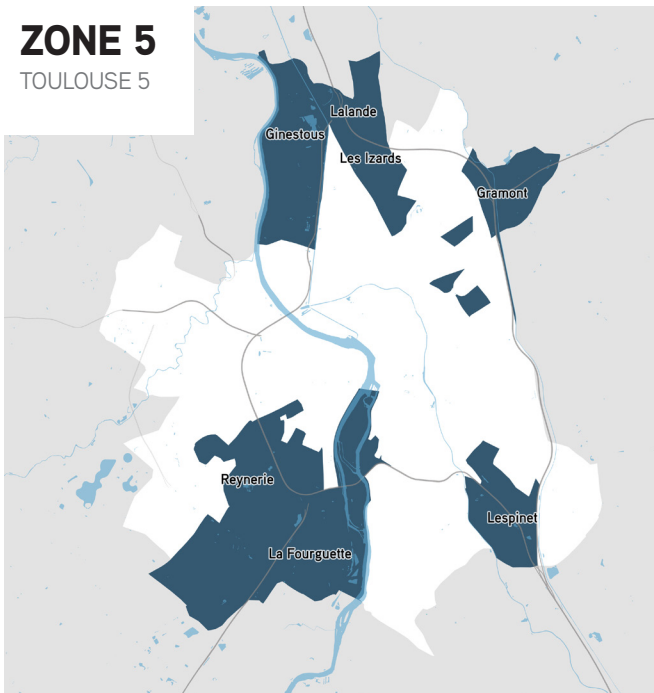 ZONE 5
TOULOUSE 5
Lalande
Ginestous
Les Izards
Gramont
Reynerie
Lespinet
La Fourguette